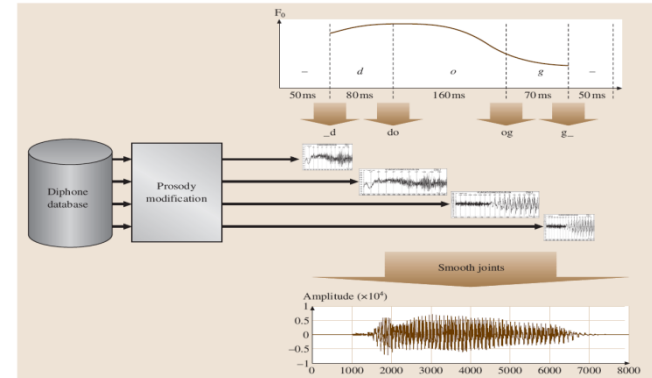 F₀
– d o g –
50 ms 80 ms 160 ms 70 ms 50 ms
_d do og g_
Diphone
database
Prosody
modification
Smooth joints
Amplitude (×10⁴)
1
0.5
0
−0.5
−1
0 1000 2000 3000 4000 5000 6000 7000 8000